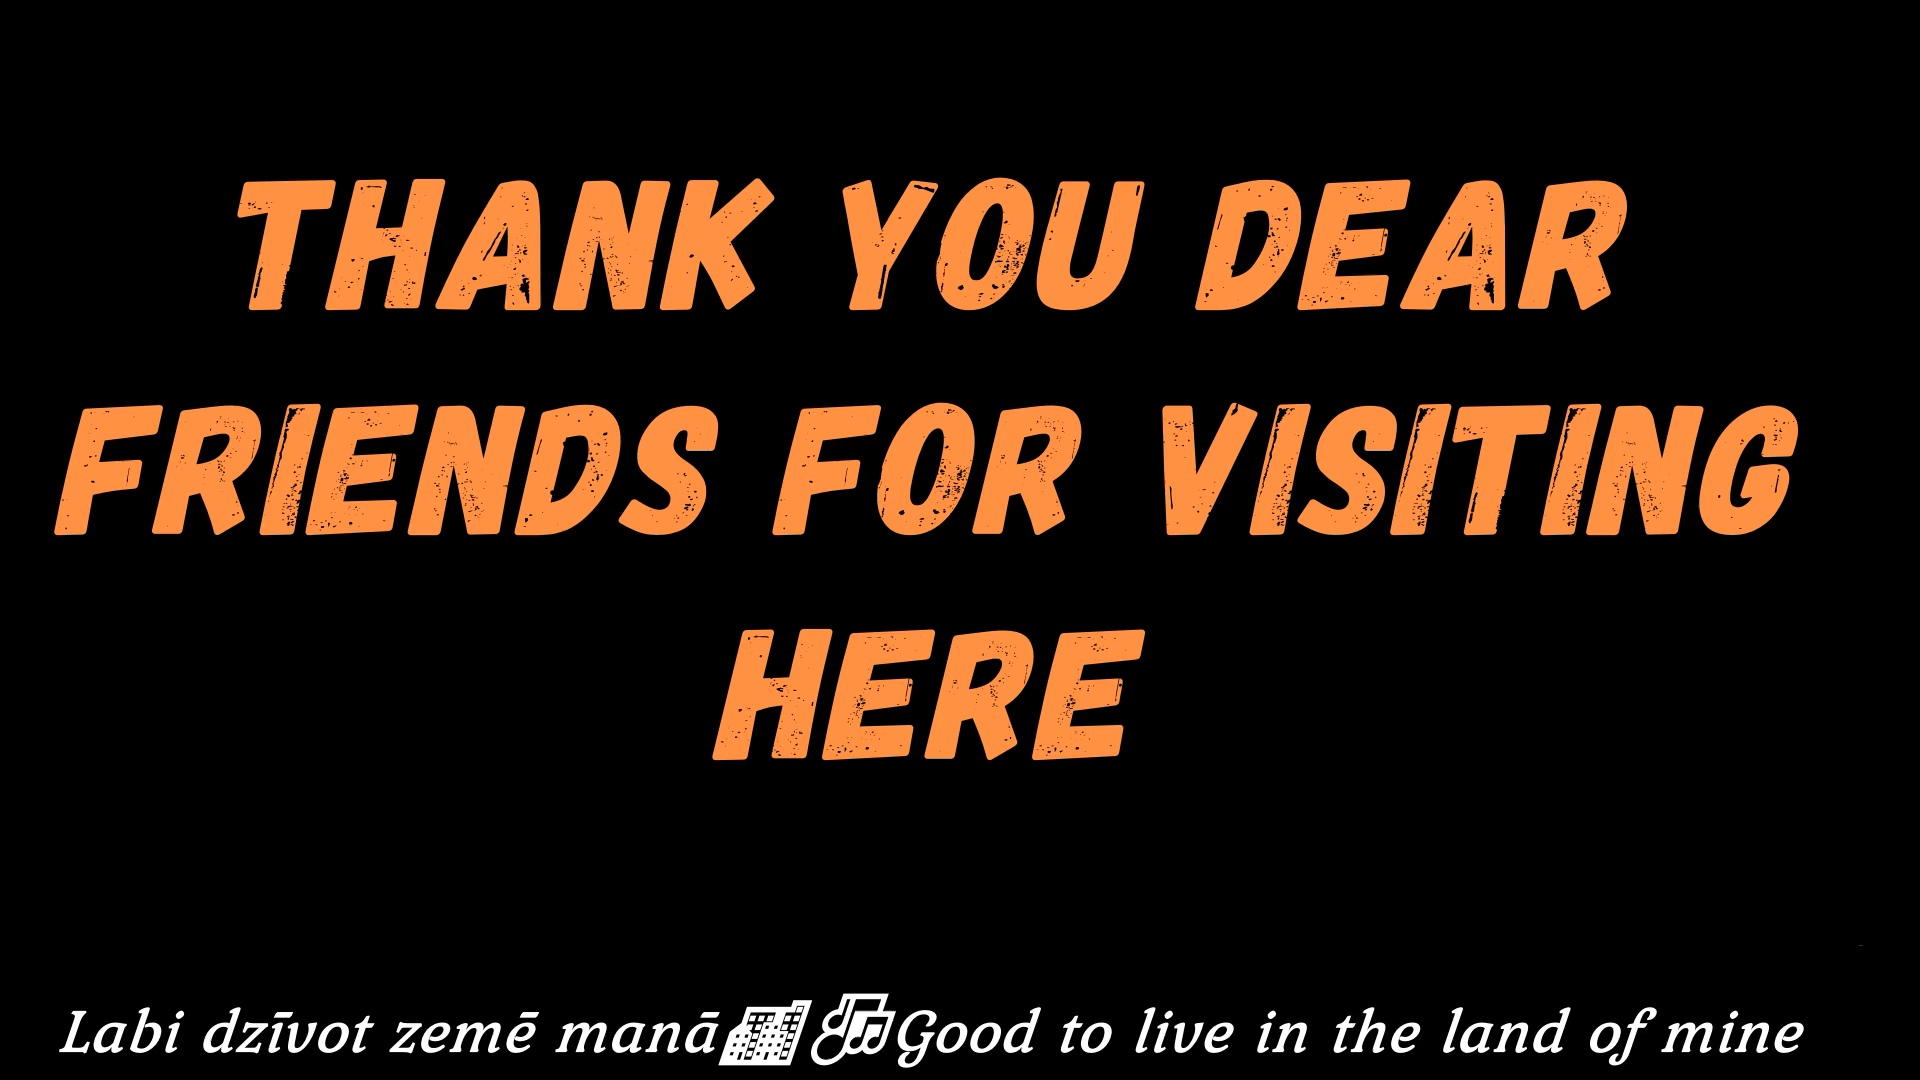 THANK YOU DEAR
FRIENDS FOR VISITING
HERE
Labi dzīvot zemē manā Good to live in the land of mine